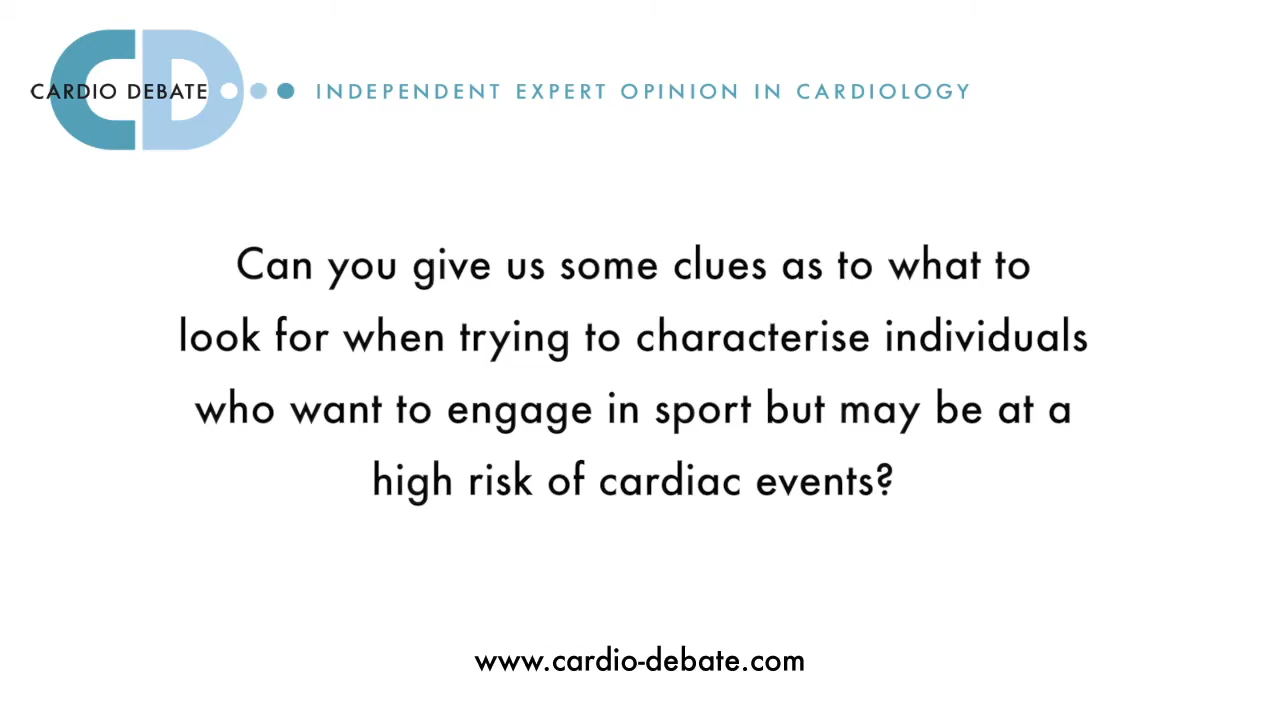 CARDIO DEBATE INDEPENDENT EXPERT OPINION IN CARDIOLOGY
Can you give us some clues as to what to
look for when trying to characterise individuals
who want to engage in sport but may be at a
high risk of cardiac events?
www.cardio-debate.com